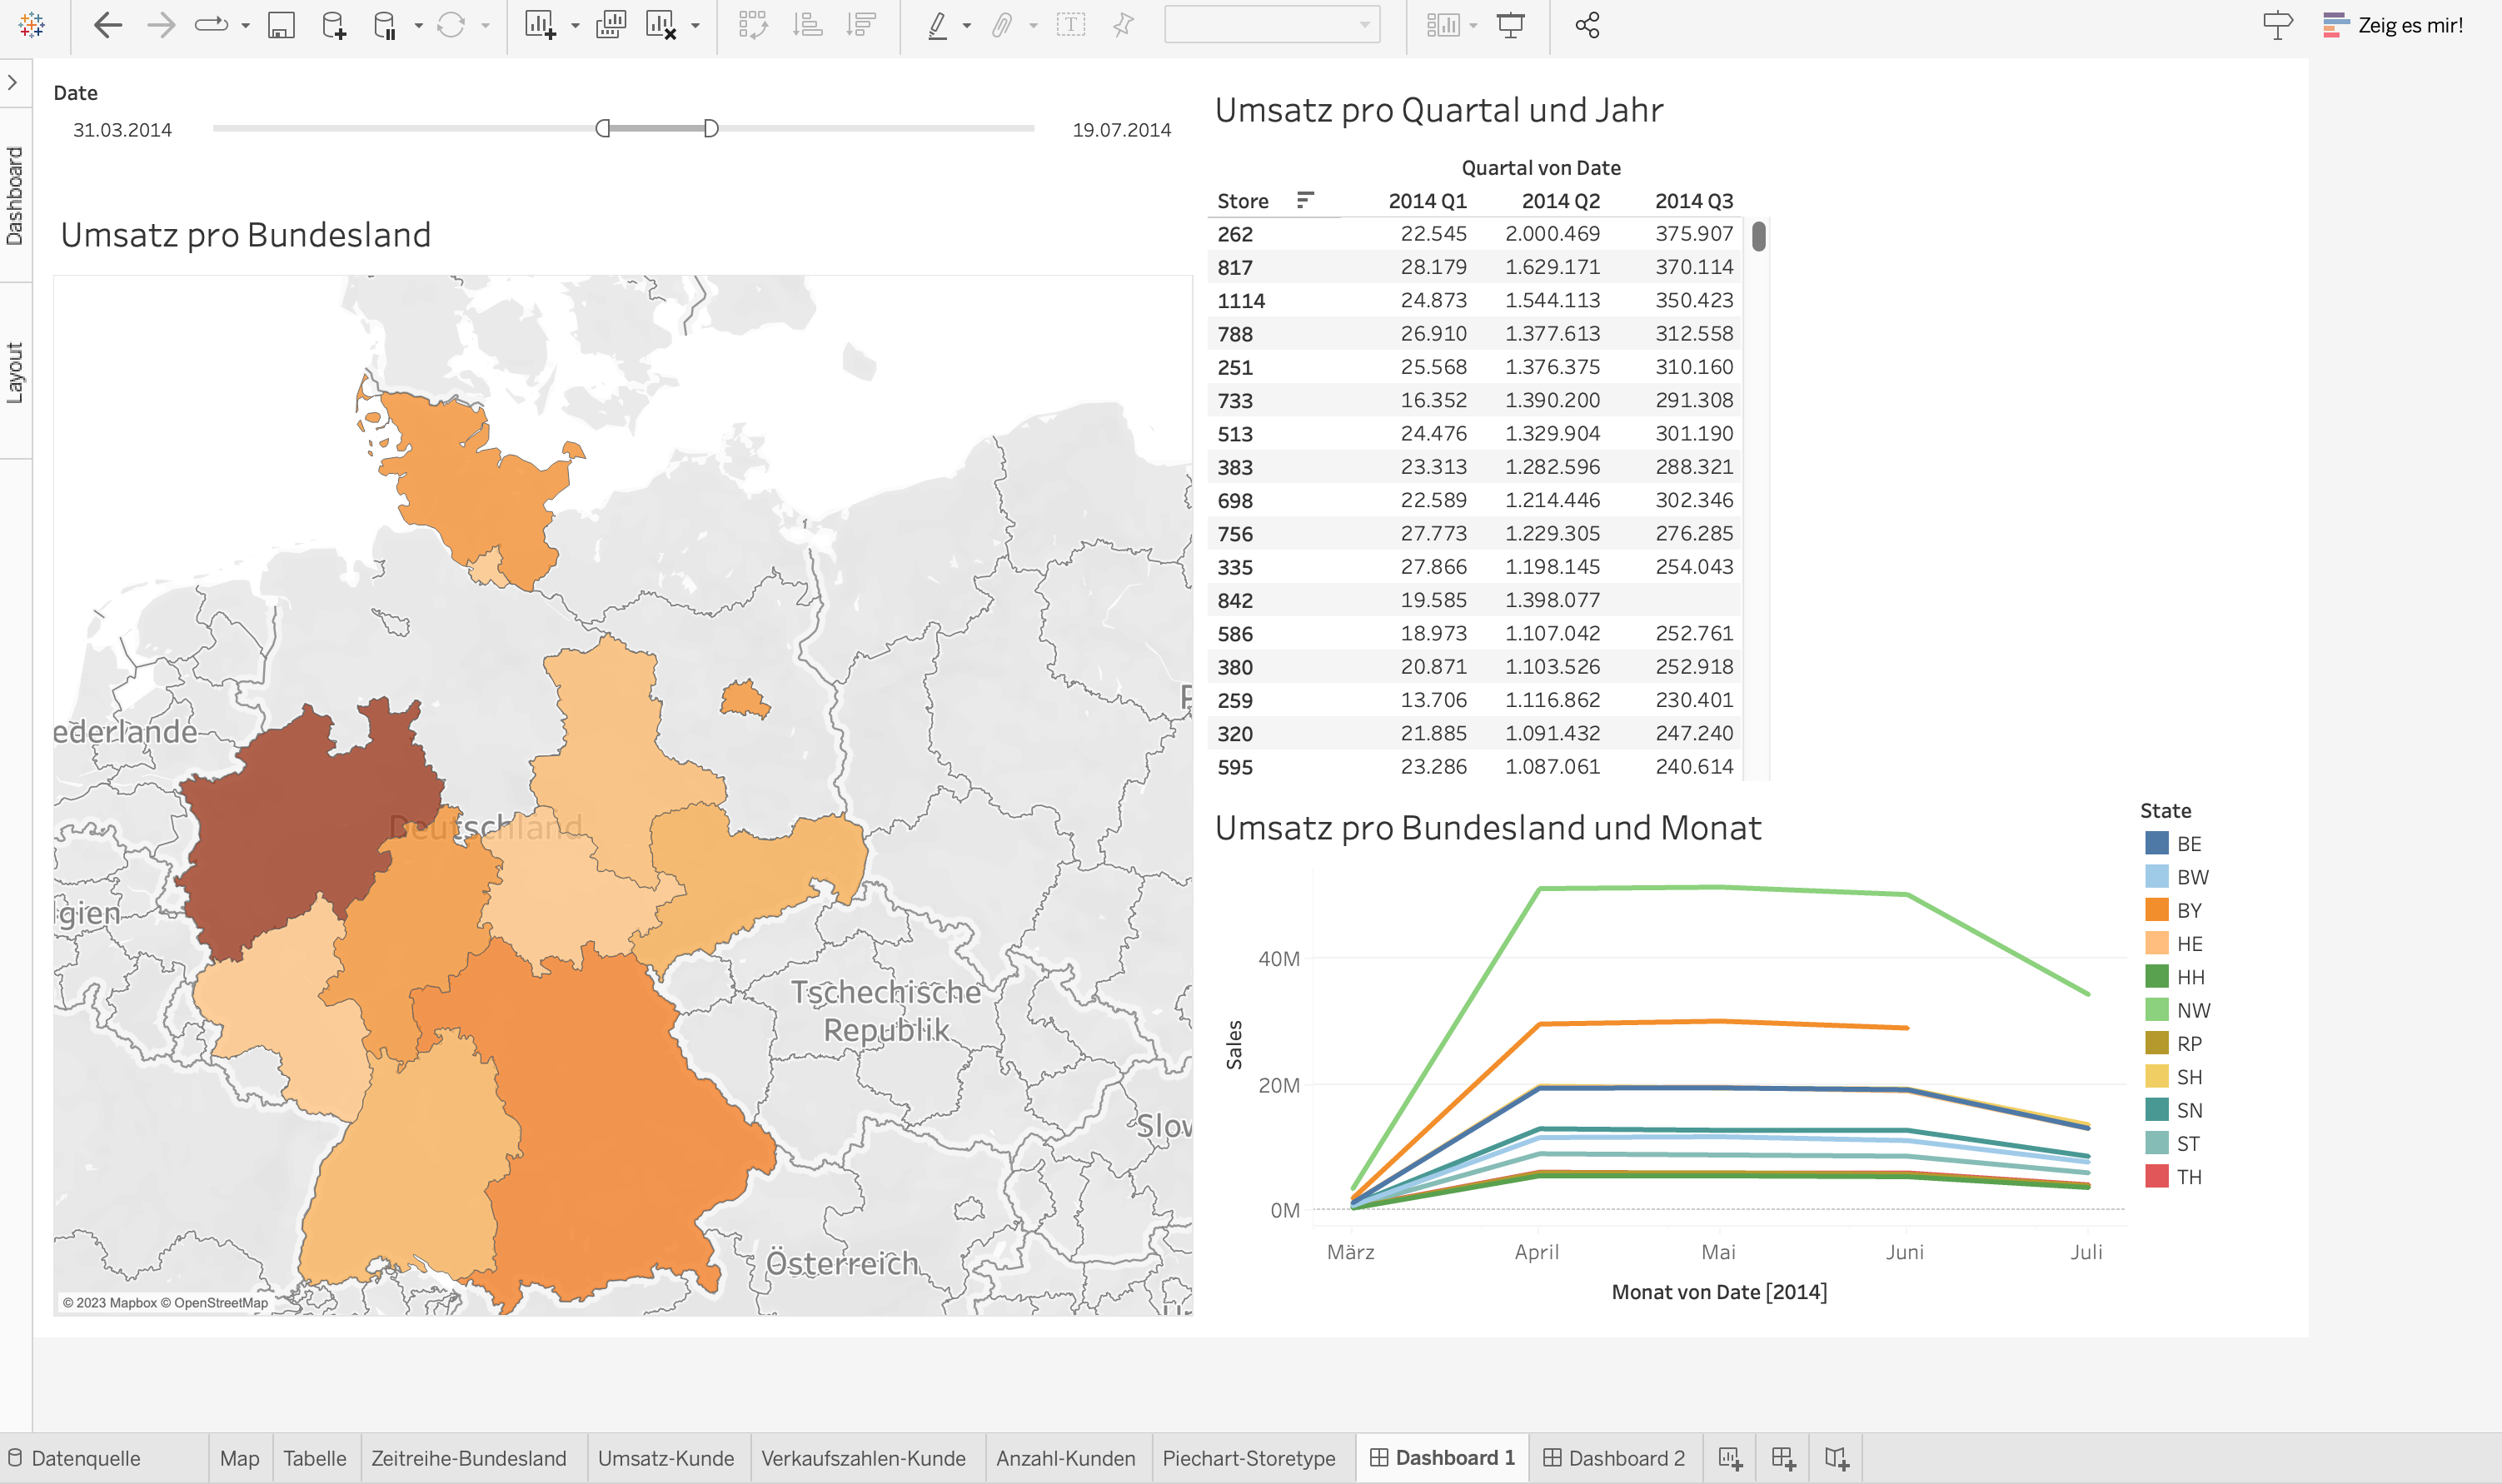 Zeig es mir!
Dashboard
Layout
Date
31.03.2014
19.07.2014
Umsatz pro Bundesland
ederlande
Deutschland
lgien
Tschechische
Republik
Slov
Österreich
© 2023 Mapbox © OpenStreetMap
Umsatz pro Quartal und Jahr
Quartal von Date
Store 2014 Q1 2014 Q2 2014 Q3
262 22.545 2.000.469 375.907
817 28.179 1.629.171 370.114
1114 24.873 1.544.113 350.423
788 26.910 1.377.613 312.558
251 25.568 1.376.375 310.160
733 16.352 1.390.200 291.308
513 24.476 1.329.904 301.190
383 23.313 1.282.596 288.321
698 22.589 1.214.446 302.346
756 27.773 1.229.305 276.285
335 27.866 1.198.145 254.043
842 19.585 1.398.077
586 18.973 1.107.042 252.761
380 20.871 1.103.526 252.918
259 13.706 1.116.862 230.401
320 21.885 1.091.432 247.240
595 23.286 1.087.061 240.614
Umsatz pro Bundesland und Monat
Sales
40M
20M
0M
März April Mai Juni Juli
Monat von Date [2014]
State
BE
BW
BY
HE
HH
NW
RP
SH
SN
ST
TH
Datenquelle Map Tabelle Zeitreihe-Bundesland Umsatz-Kunde Verkaufszahlen-Kunde Anzahl-Kunden Piechart-Storetype Dashboard 1 Dashboard 2